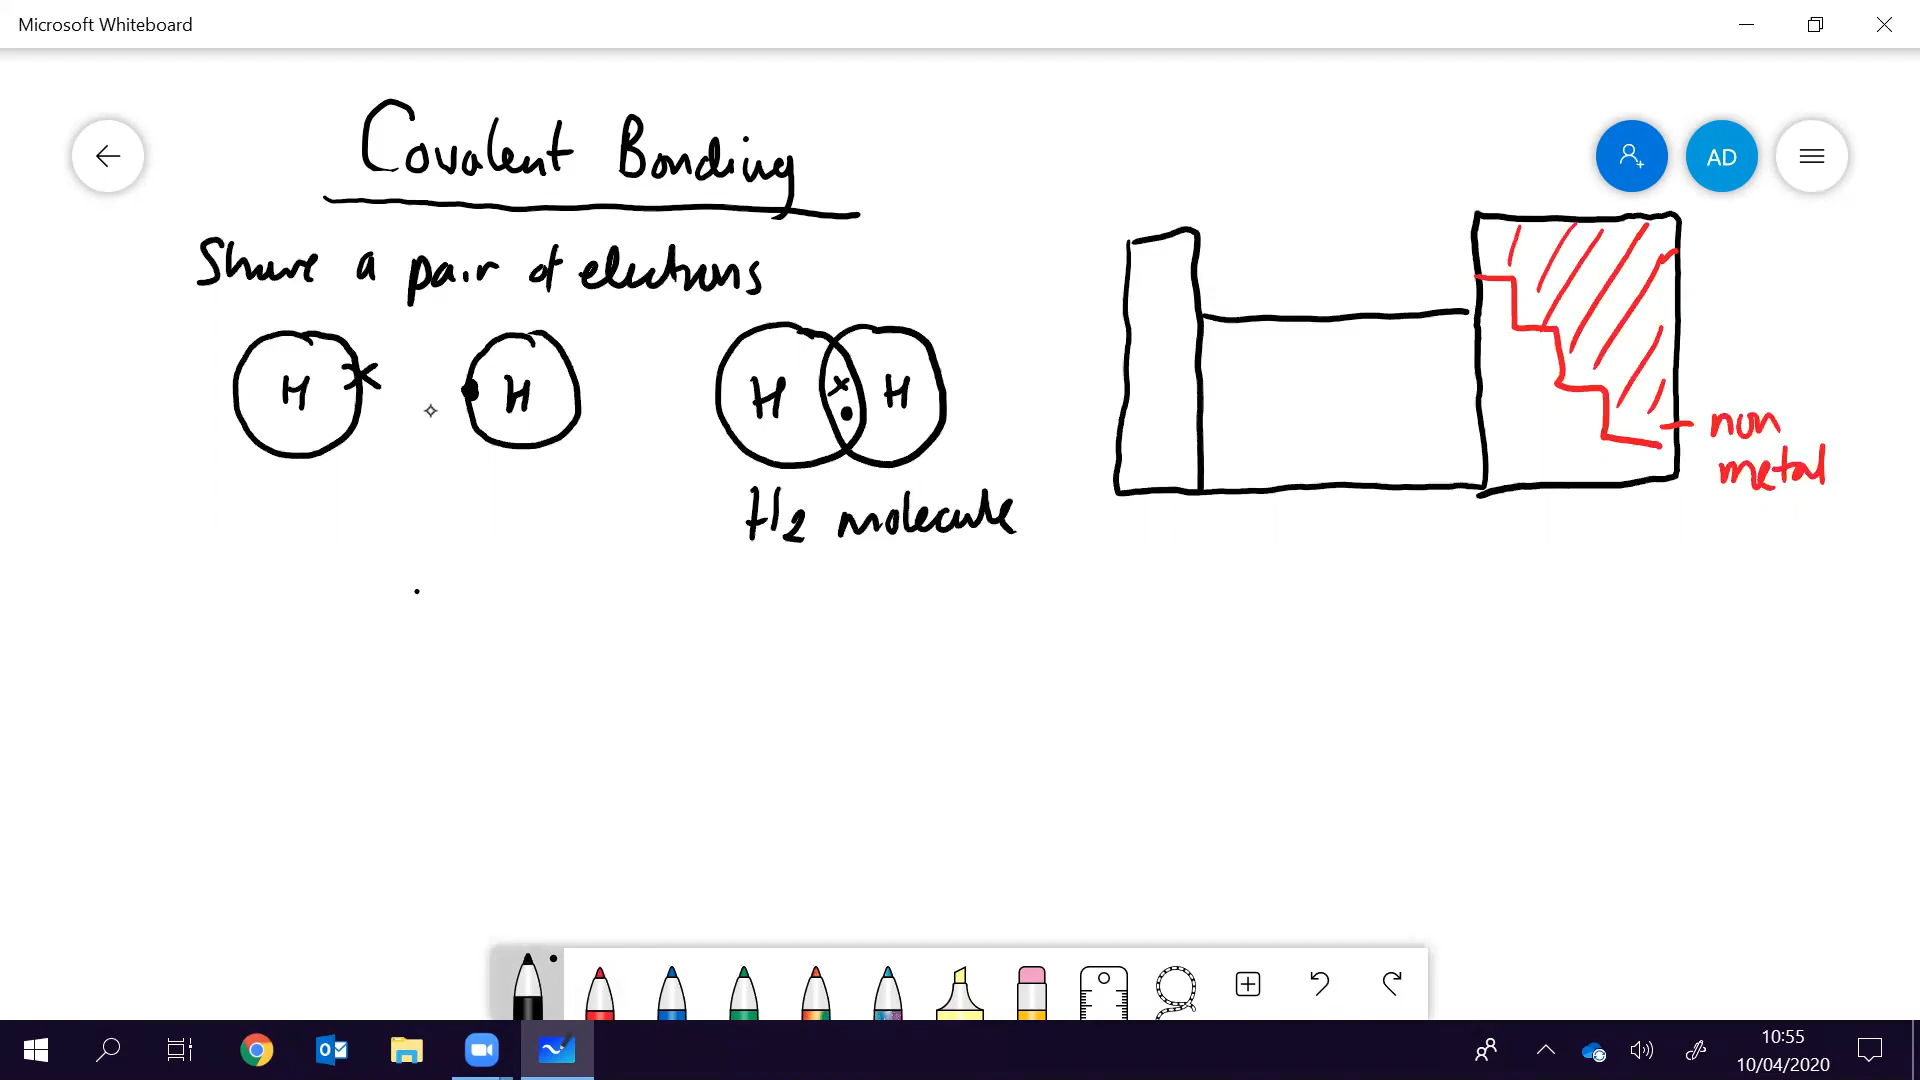 Microsoft Whiteboard
Covalent Bonding
AD
Share a pair of electrons
H x
H
H x H
non
metal
H2 molecule
10:55
10/04/2020